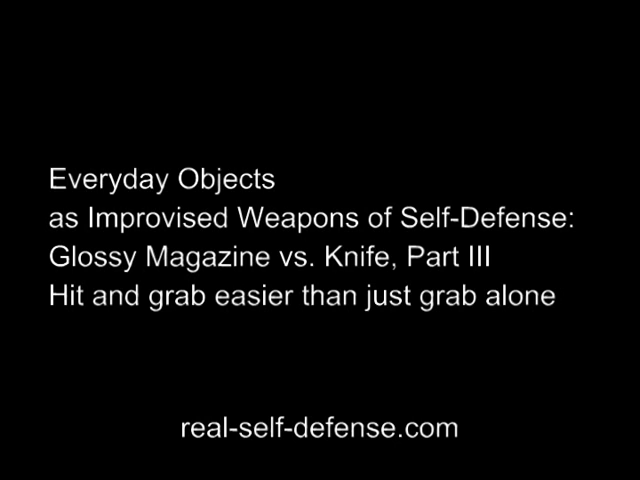 Everyday Objects
as Improvised Weapons of Self-Defense:
Glossy Magazine vs. Knife, Part III
Hit and grab easier than just grab alone
real-self-defense.com